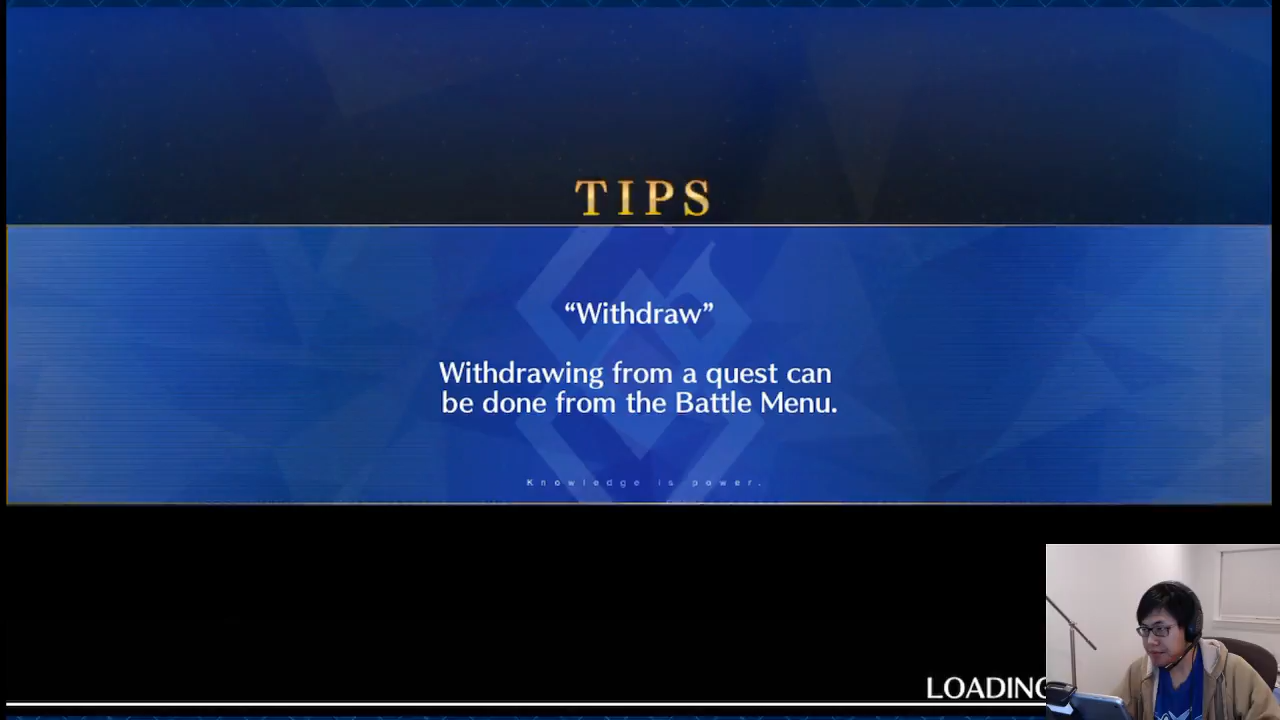 TIPS
“Withdraw”
Withdrawing from a quest can
be done from the Battle Menu.
Knowledge is power.
LOADING